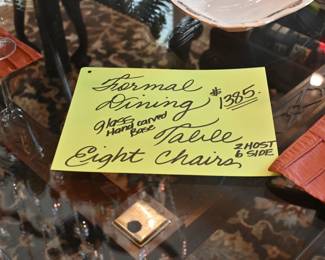 Formal
Dining $1385.
glass
Hand carved
Base
Table
Eight Chairs
2 HOST
6 SIDE